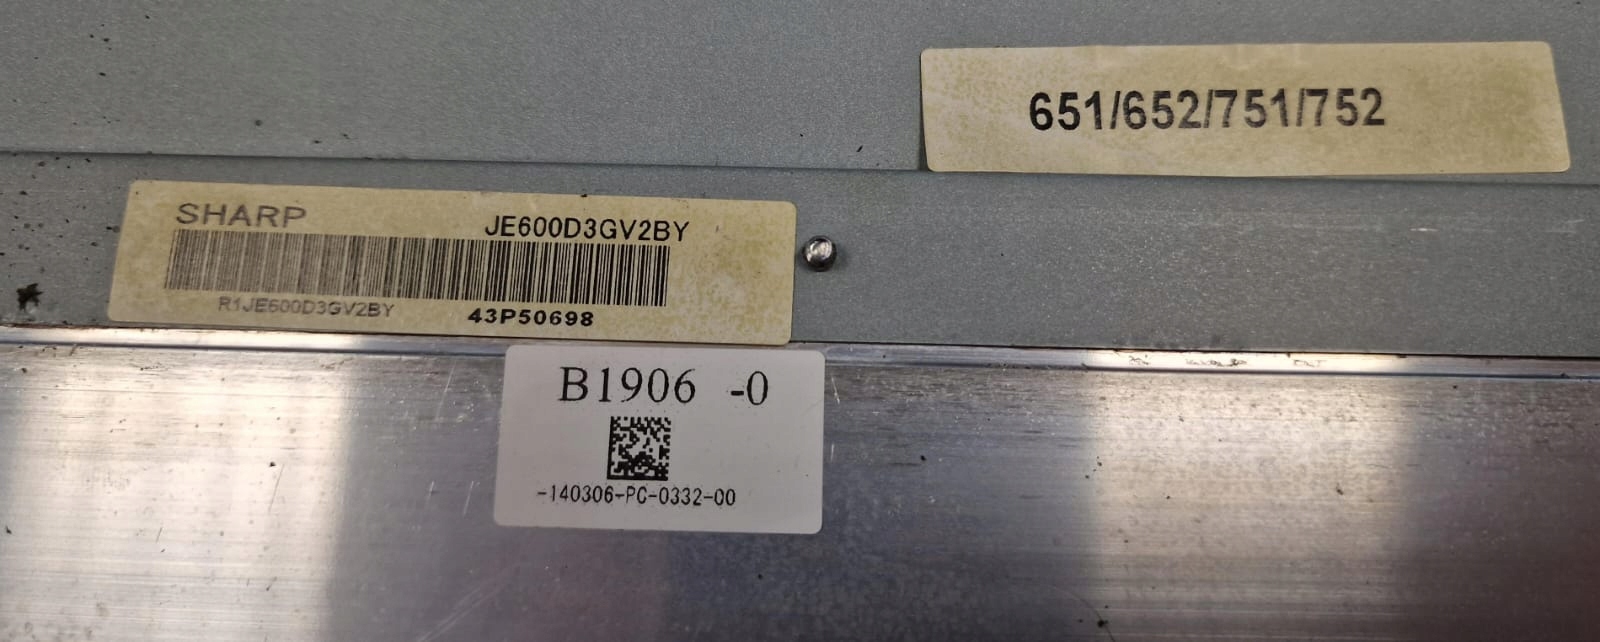 651/652/751/752
SHARP JE600D3GV2BY
R1JE600D3GV2BY 43P50698
B1906 -0
-140306-PC-0332-00